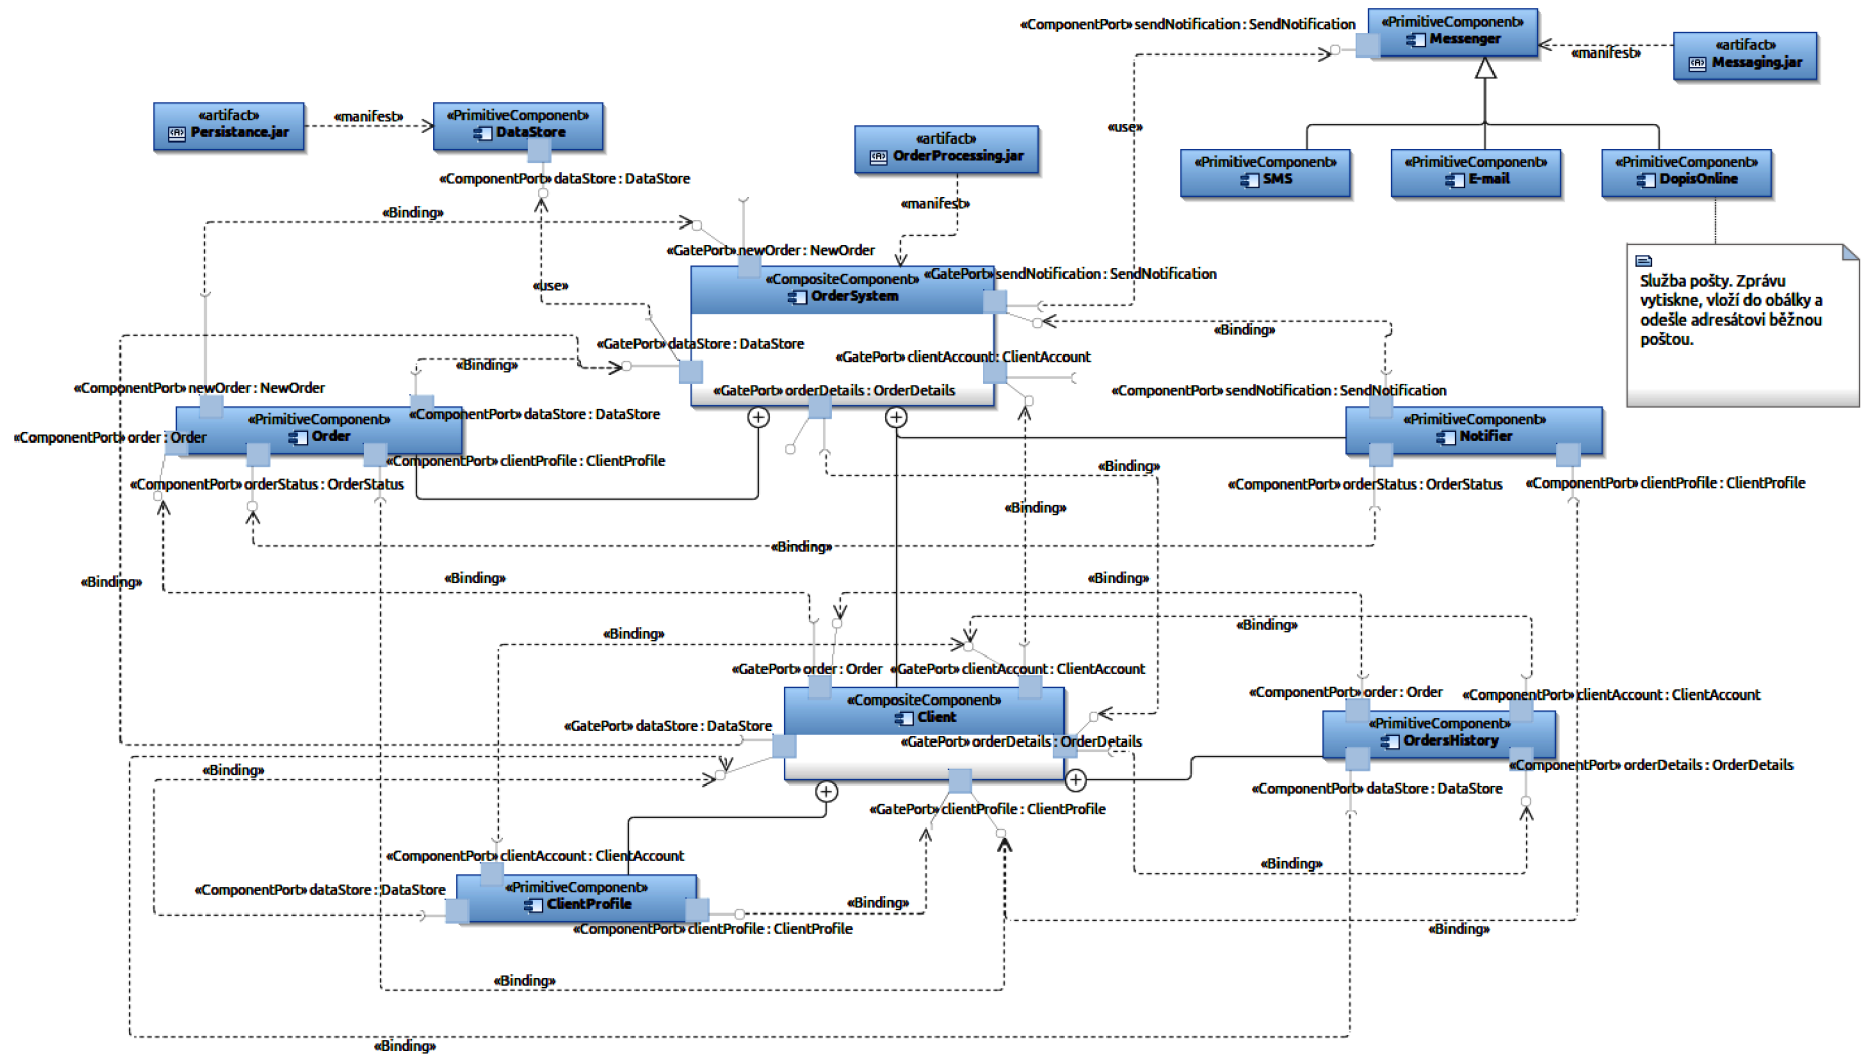 «ComponentPort» sendNotification : SendNotification
«PrimitiveComponent»
Messenger
«manifest»
«artifact»
Messaging.jar
«artifact»
Persistance.jar
«manifest»
«PrimitiveComponent»
DataStore
«ComponentPort» dataStore : DataStore
«use»
«artifact»
OrderProcessing.jar
«manifest»
«PrimitiveComponent»
SMS
«PrimitiveComponent»
E-mail
«PrimitiveComponent»
DopisOnline
Služba pošty. Zprávu
vytiskne, vloží do obálky a
odešle adresátovi běžnou
poštou.
«Binding»
«GatePort» newOrder : NewOrder
«CompositeComponent»
OrderSystem
«GatePort» sendNotification : SendNotification
«use»
«Binding»
«GatePort» dataStore : DataStore
«GatePort» clientAccount : ClientAccount
«Binding»
«GatePort» orderDetails : OrderDetails
«ComponentPort» newOrder : NewOrder
«ComponentPort» dataStore : DataStore
«PrimitiveComponent»
Order
«ComponentPort» order : Order
«ComponentPort» clientProfile : ClientProfile
«ComponentPort» orderStatus : OrderStatus
«ComponentPort» sendNotification : SendNotification
«PrimitiveComponent»
Notifier
«ComponentPort» orderStatus : OrderStatus
«ComponentPort» clientProfile : ClientProfile
«Binding»
«Binding»
«Binding»
«Binding»
«Binding»
«Binding»
«Binding»
«Binding»
«GatePort» order : Order
«GatePort» clientAccount : ClientAccount
«CompositeComponent»
Client
«GatePort» dataStore : DataStore
«GatePort» orderDetails : OrderDetails
«GatePort» clientProfile : ClientProfile
«ComponentPort» order : Order
«ComponentPort» clientAccount : ClientAccount
«PrimitiveComponent»
OrdersHistory
«ComponentPort» orderDetails : OrderDetails
«ComponentPort» dataStore : DataStore
«Binding»
«ComponentPort» clientAccount : ClientAccount
«ComponentPort» dataStore : DataStore
«PrimitiveComponent»
ClientProfile
«ComponentPort» clientProfile : ClientProfile
«Binding»
«Binding»
«Binding»
«Binding»
«Binding»